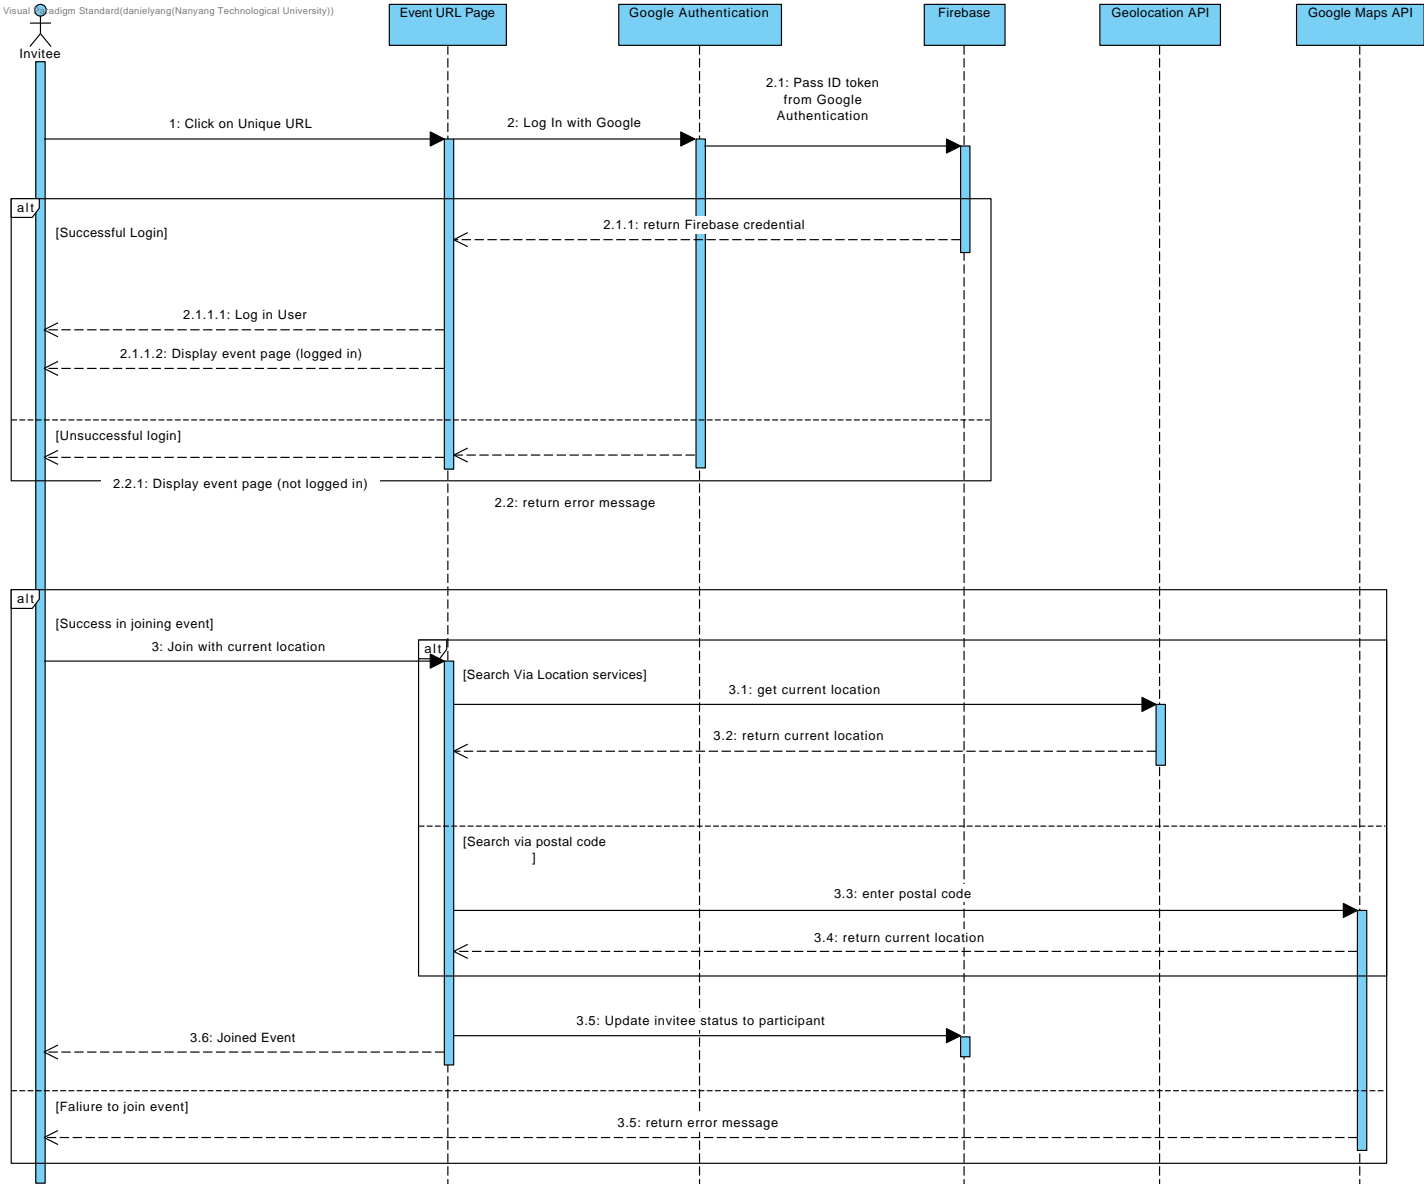 Visual Paradigm Standard(danielyang(Nanyang Technological University))
Invitee
Event URL Page
Google Authentication
Firebase
Geolocation API
Google Maps API
2.1: Pass ID token
from Google
Authentication
1: Click on Unique URL
2: Log In with Google
alt
[Successful Login]
2.1.1: return Firebase credential
2.1.1.1: Log in User
2.1.1.2: Display event page (logged in)
[Unsuccessful login]
2.2.1: Display event page (not logged in)
2.2: return error message
alt
[Success in joining event]
3: Join with current location
alt
[Search Via Location services]
3.1: get current location
3.2: return current location
[Search via postal code
]
3.3: enter postal code
3.4: return current location
3.5: Update invitee status to participant
3.6: Joined Event
[Faliure to join event]
3.5: return error message